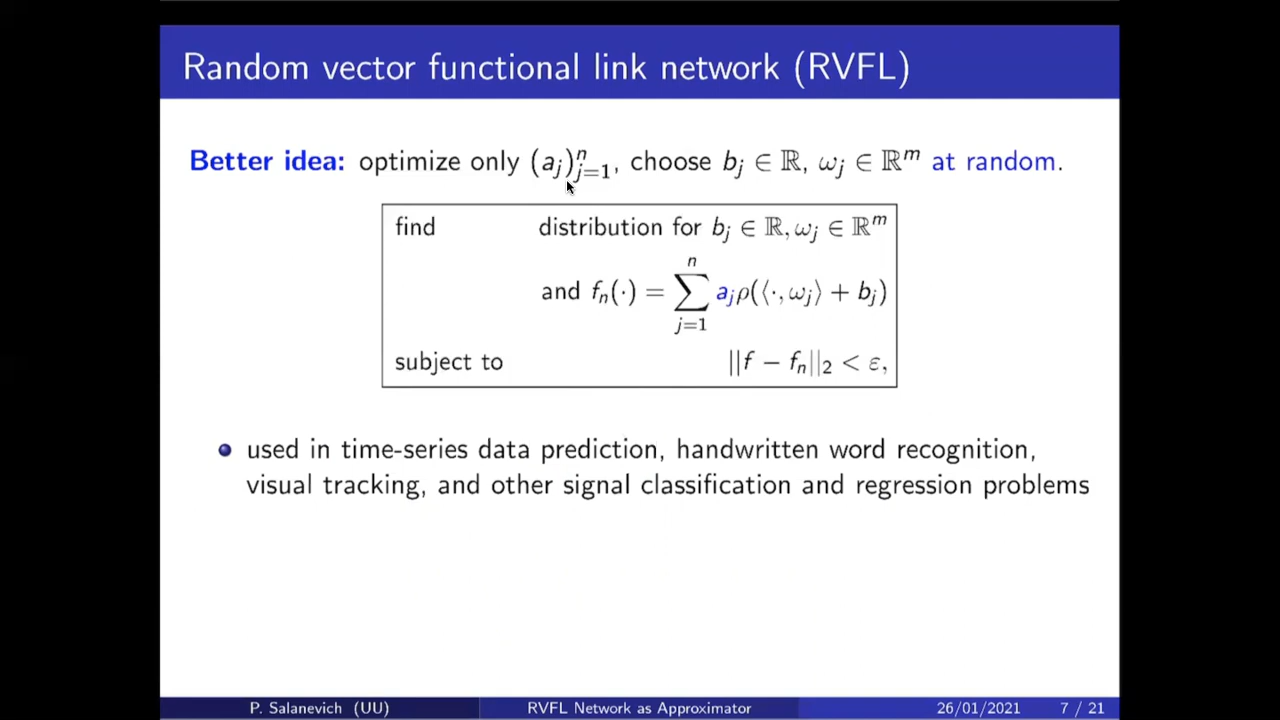 Random vector functional link network (RVFL)
Better idea: optimize only (a_j)_{j=1}^n, choose b_j ∈ ℝ, ω_j ∈ ℝ^m at random.
find distribution for b_j ∈ ℝ, ω_j ∈ ℝ^m
and f_n(·) = ∑_{j=1}^n a_jρ(⟨·, ω_j⟩ + b_j)
subject to ||f − f_n||_2 < ε,
used in time-series data prediction, handwritten word recognition,
visual tracking, and other signal classification and regression problems
P. Salanevich (UU) RVFL Network as Approximator 26/01/2021 7 / 21